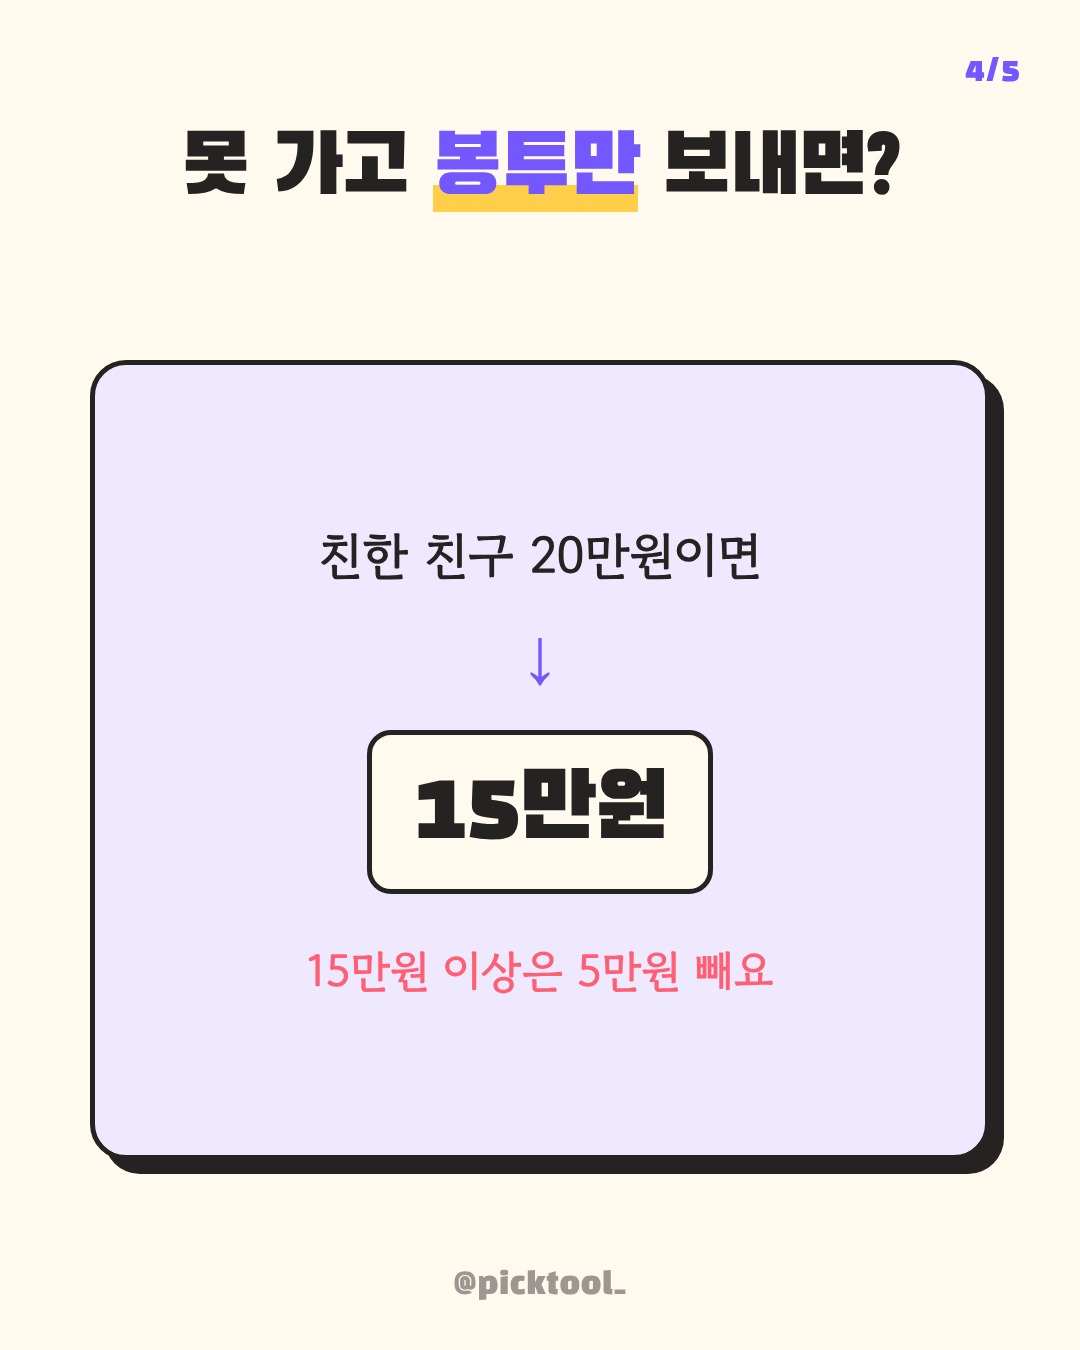 4/5
못 가고 봉투만 보내면?
친한 친구 20만원이면
↓
15만원
15만원 이상은 5만원 빼요
@picktool_